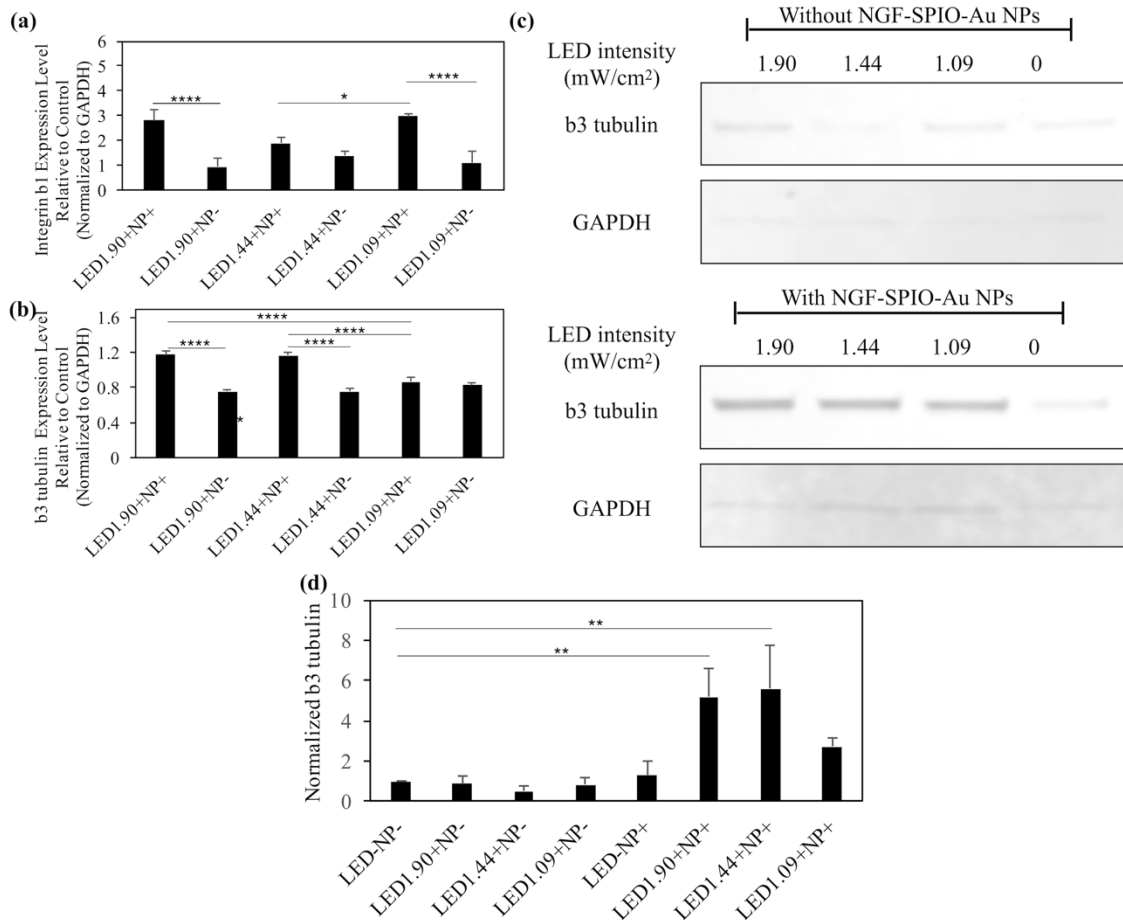 (a)
Integrin b1 Expression Level
Relative to Control
(Normalized to GAPDH)
6
5
4
3
2
1
0
****
*
****
LED1.90+NP+
LED1.90+NP-
LED1.44+NP+
LED1.44+NP-
LED1.09+NP+
LED1.09+NP-
(b)
b3 tubulin Expression Level
Relative to Control
(Normalized to GAPDH)
1.6
1.2
0.8
0.4
0
****
****
****
****
*
LED1.90+NP+
LED1.90+NP-
LED1.44+NP+
LED1.44+NP-
LED1.09+NP+
LED1.09+NP-
(c)
Without NGF-SPIO-Au NPs
LED intensity
(mW/cm²)
1.90 1.44 1.09 0
b3 tubulin
GAPDH
With NGF-SPIO-Au NPs
LED intensity
(mW/cm²)
1.90 1.44 1.09 0
b3 tubulin
GAPDH
(d)
Normalized b3 tubulin
10
8
6
4
2
0
**
**
LED-NP-
LED1.90+NP-
LED1.44+NP-
LED1.09+NP-
LED-NP+
LED1.90+NP+
LED1.44+NP+
LED1.09+NP+